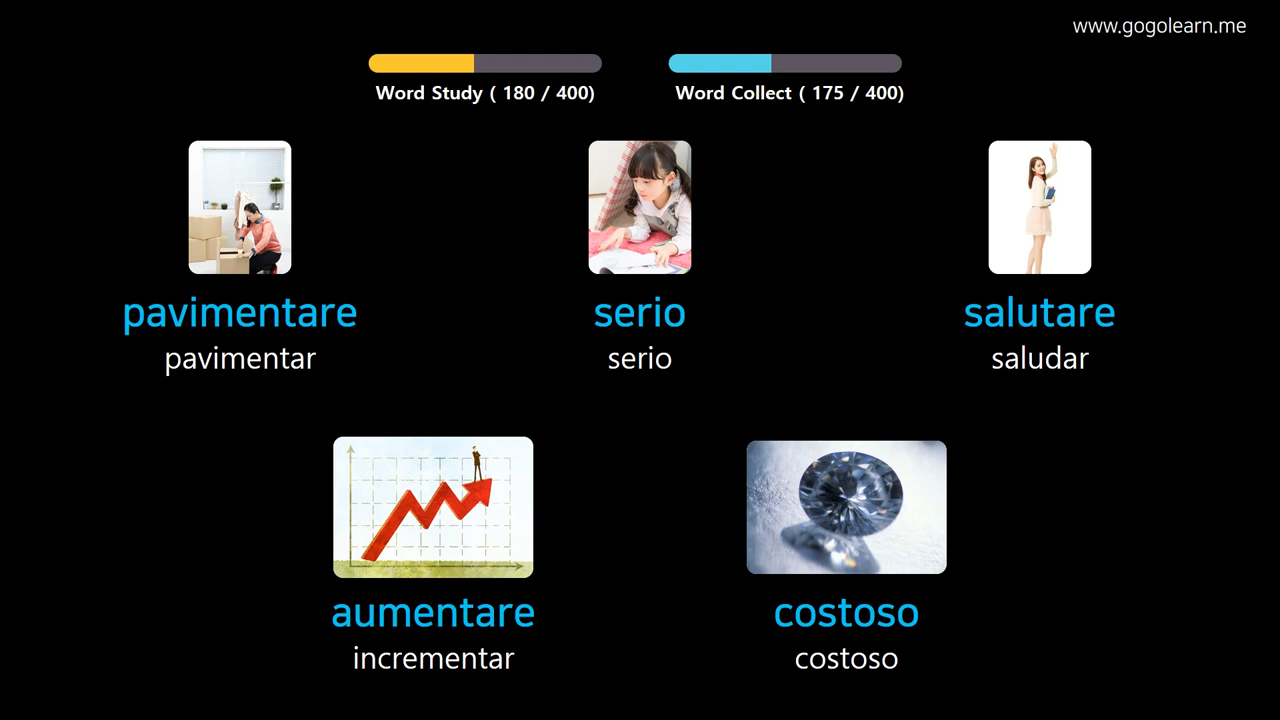 www.gogolearn.me
Word Study ( 180 / 400)
Word Collect ( 175 / 400)
pavimentare
pavimentar
serio
serio
salutare
saludar
aumentare
incrementar
costoso
costoso